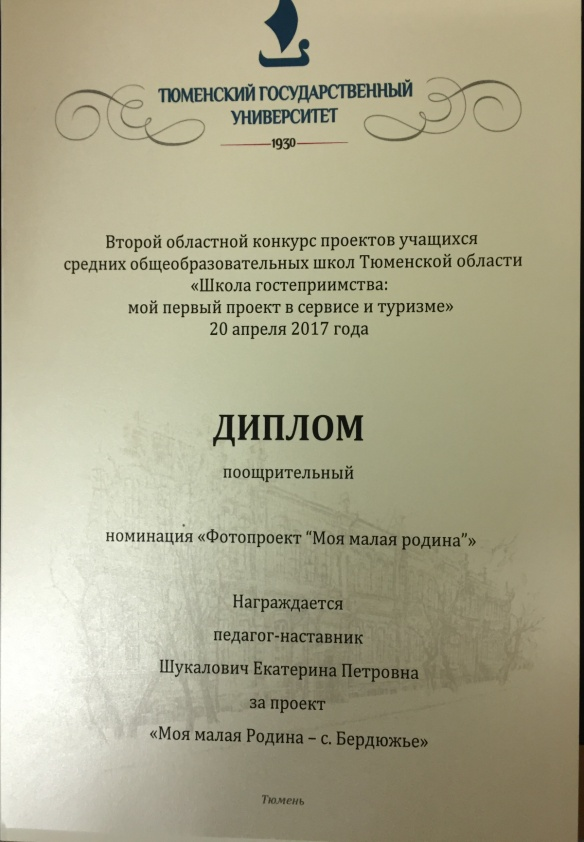 ТЮМЕНСКИЙ ГОСУДАРСТВЕННЫЙ
УНИВЕРСИТЕТ
1930
Второй областной конкурс проектов учащихся
средних общеобразовательных школ Тюменской области
«Школа гостеприимства:
мой первый проект в сервисе и туризме»
20 апреля 2017 года
ДИПЛОМ
поощрительный
номинация «Фотопроект “Моя малая родина”»
Награждается
педагог-наставник
Шукалович Екатерина Петровна
за проект
«Моя малая Родина – с. Бердюжье»
Тюмень